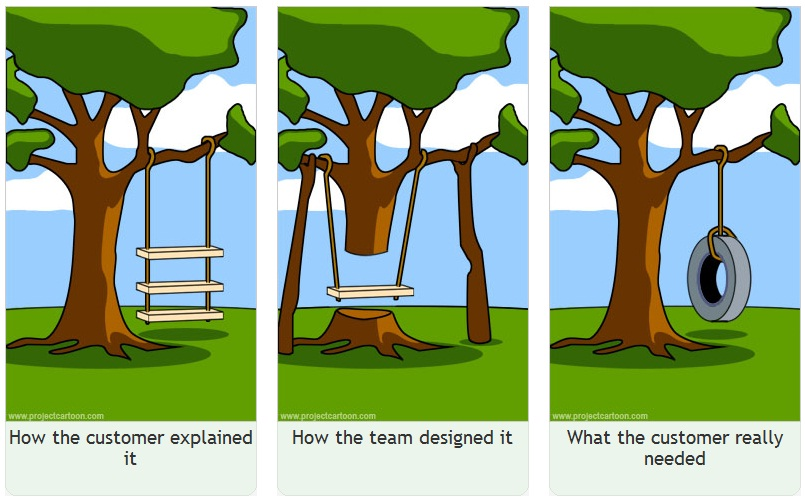 www.projectcartoon.com
www.projectcartoon.com
www.projectcartoon.com
How the customer explained
it
How the team designed it
What the customer really
needed